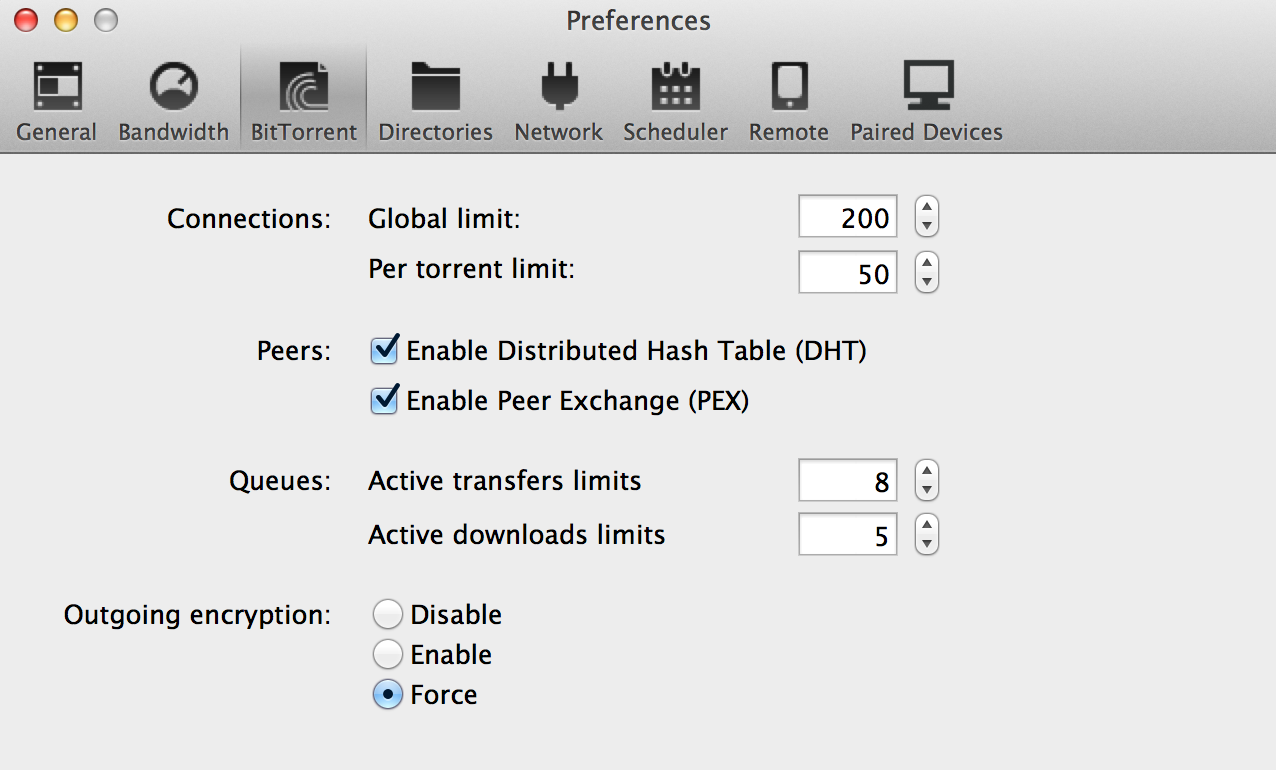 Preferences
General Bandwidth BitTorrent Directories Network Scheduler Remote Paired Devices
Connections: Global limit: 200
Per torrent limit: 50
Peers: Enable Distributed Hash Table (DHT)
Enable Peer Exchange (PEX)
Queues: Active transfers limits 8
Active downloads limits 5
Outgoing encryption: Disable
Enable
Force